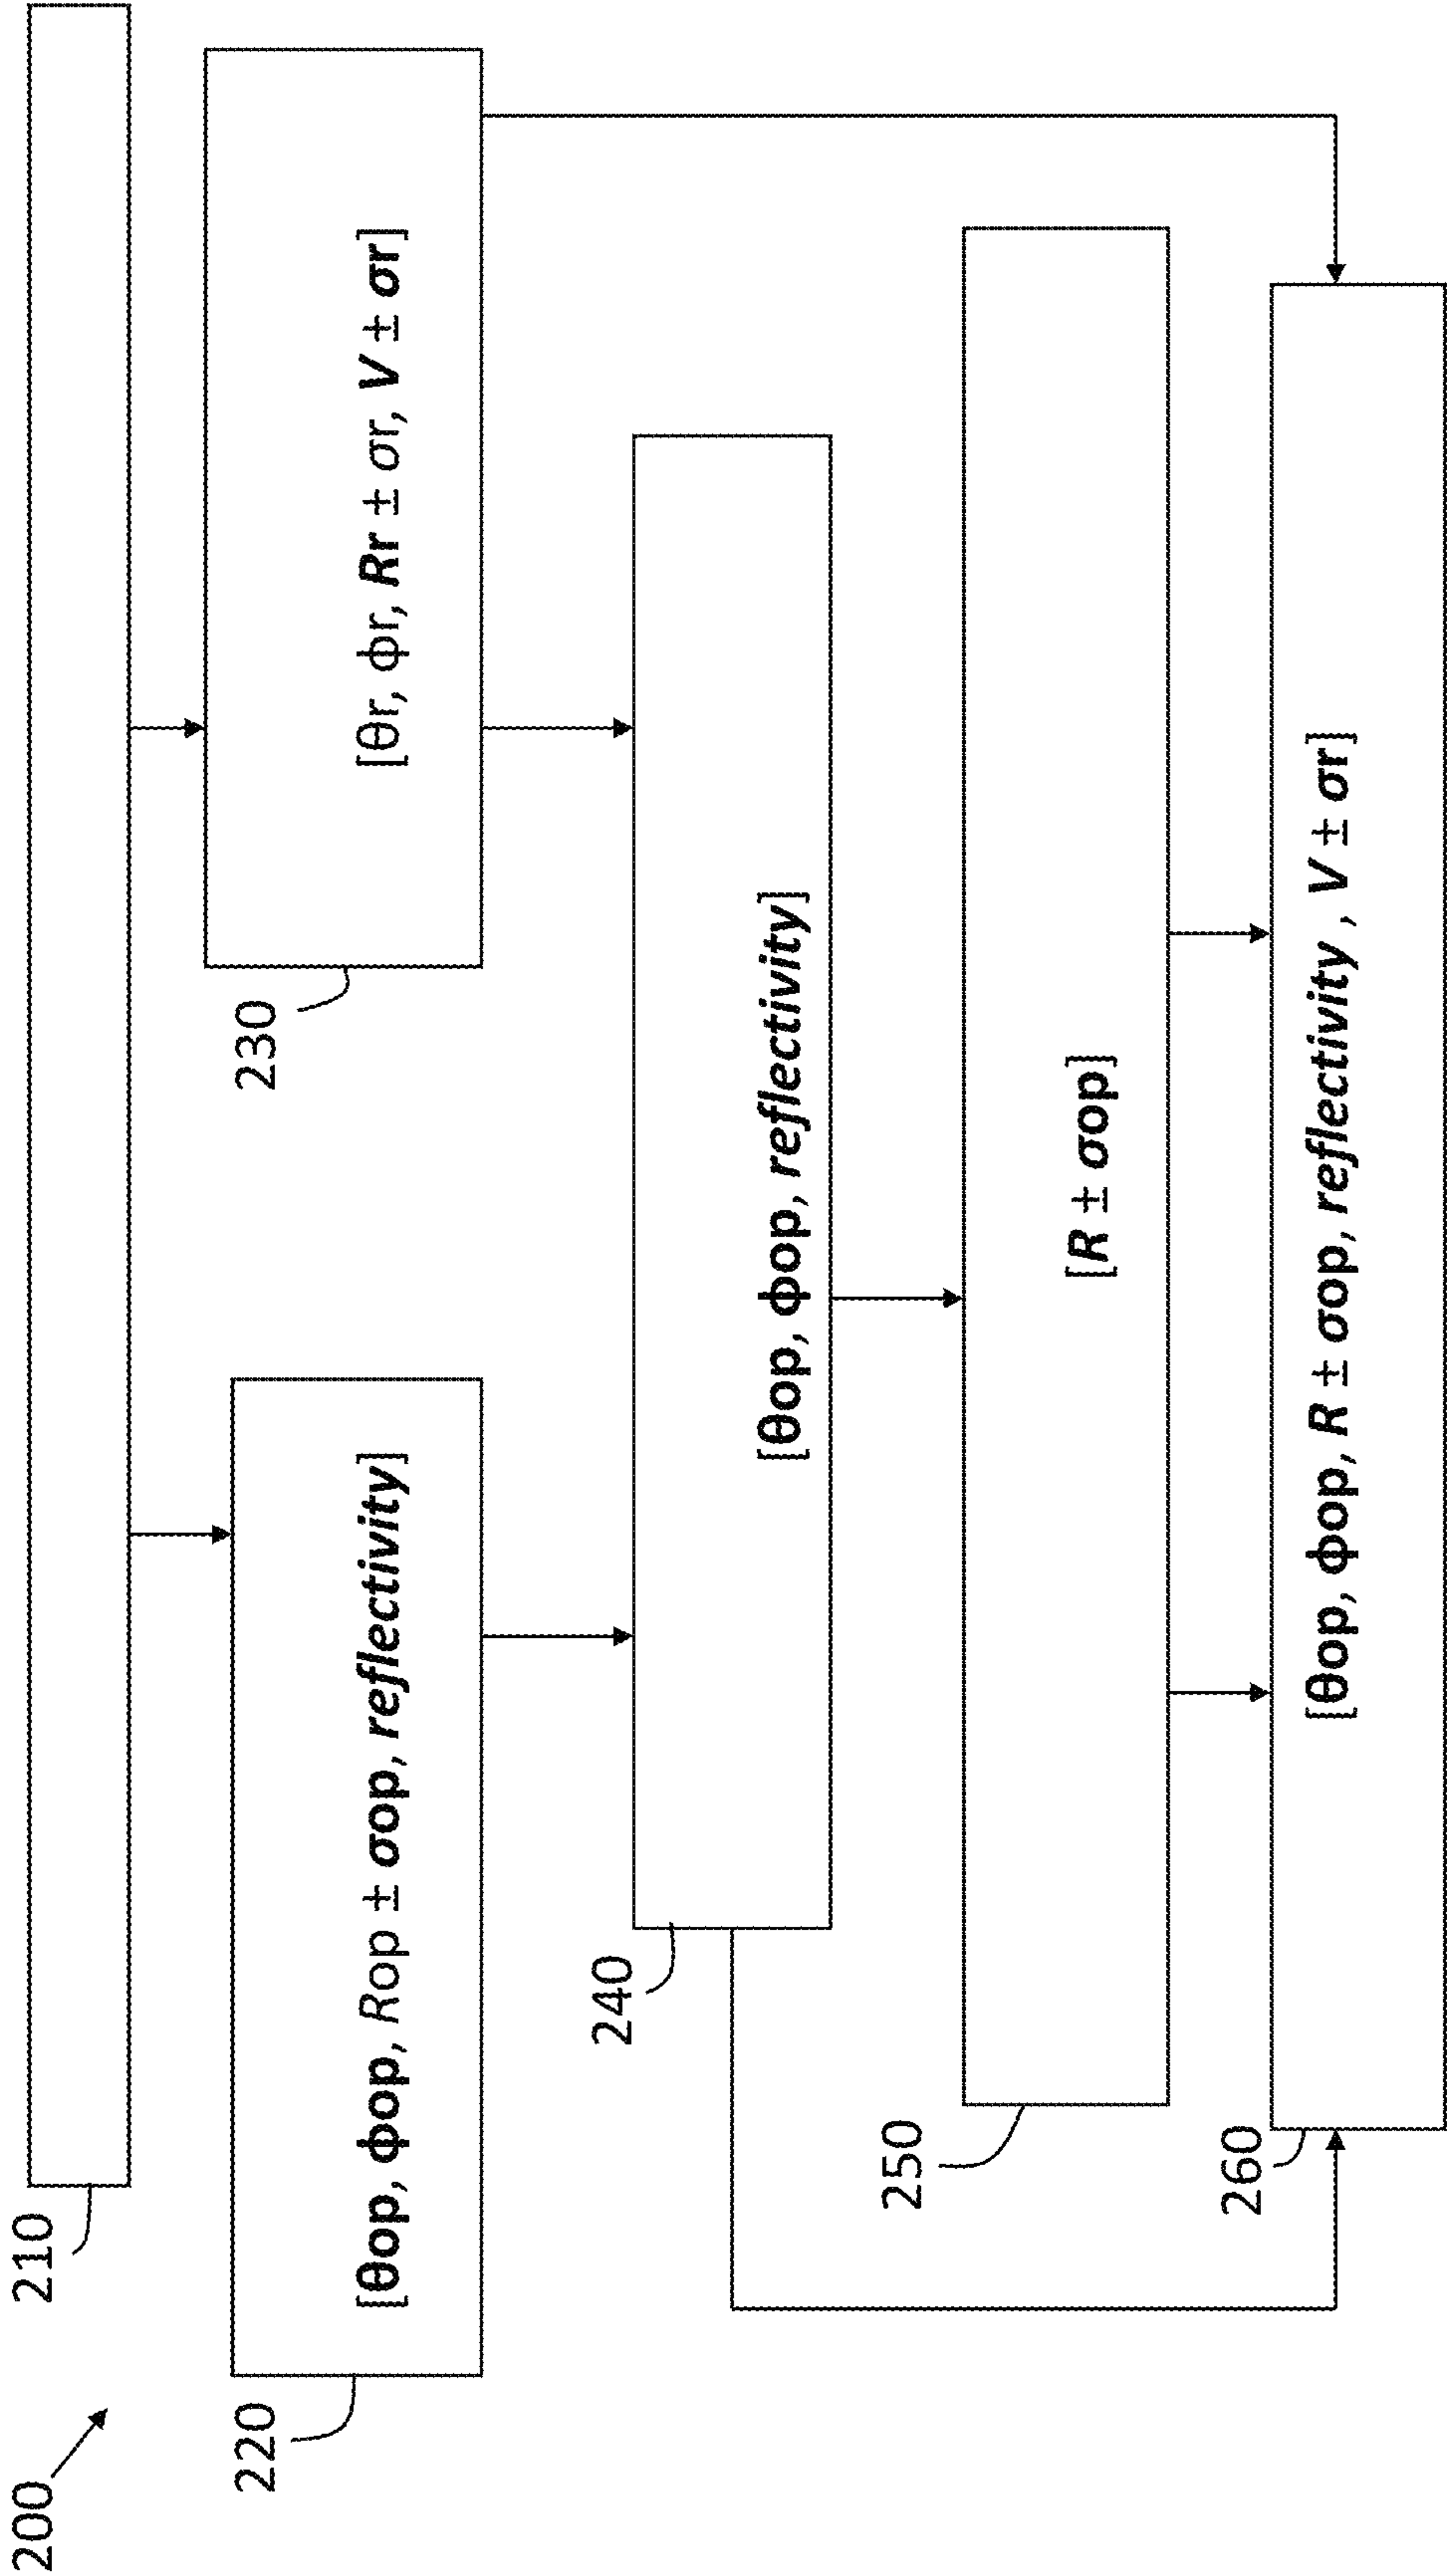 200
210
220
[θop, ϕop, Rop ± σop, reflectivity]
230
[θr, ϕr, Rr ± σr, V ± σr]
240
[θop, ϕop, reflectivity]
250
[R ± σop]
260
[θop, ϕop, R ± σop, reflectivity , V ± σr]